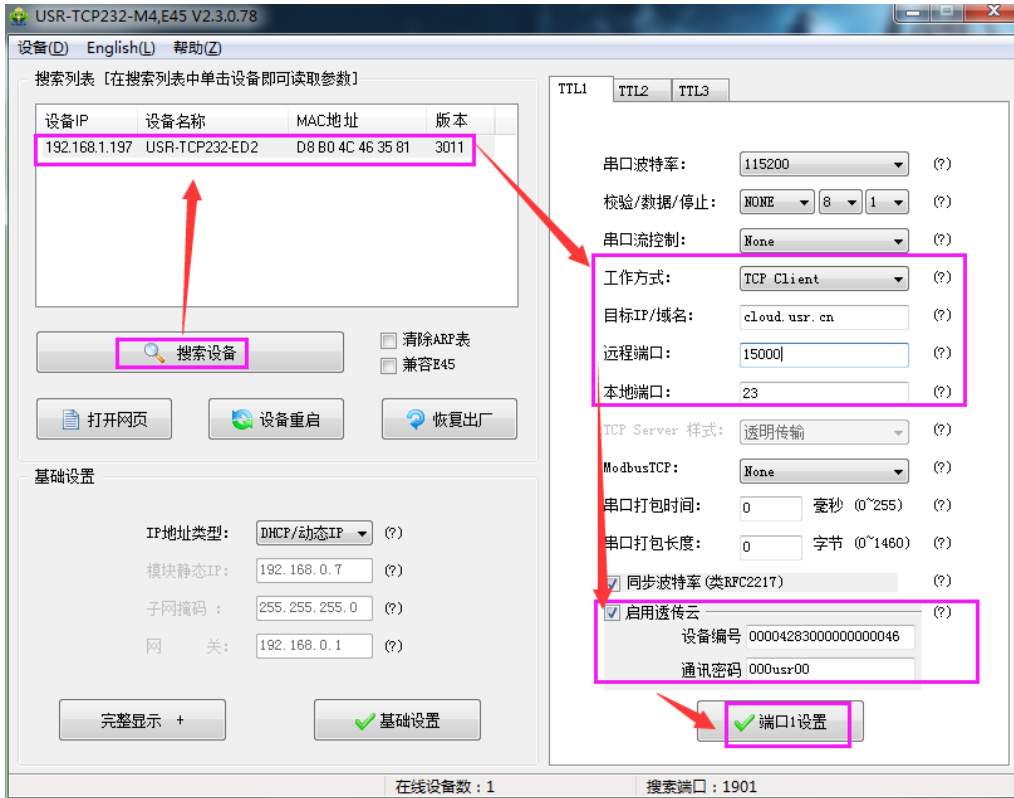 USR-TCP232-M4,E45 V2.3.0.78
设备(D) English(L) 帮助(Z)
搜索列表 [在搜索列表中单击设备即可读取参数]
设备IP 设备名称 MAC地址 版本
192.168.1.197 USR-TCP232-ED2 D8 B0 4C 46 35 81 3011
搜索设备
清除ARP表
兼容E45
打开网页 设备重启 恢复出厂
基础设置
IP地址类型: DHCP/动态IP (?)
模块静态IP: 192.168.0.7 (?)
子网掩码 : 255.255.255.0 (?)
网 关: 192.168.0.1 (?)
完整显示 + 基础设置
TTL1 TTL2 TTL3
串口波特率: 115200 (?)
校验/数据/停止: NONE 8 1 (?)
串口流控制: None (?)
工作方式: TCP Client (?)
目标IP/域名: cloud.usr.cn (?)
远程端口: 15000 (?)
本地端口: 23 (?)
TCP Server 样式: 透明传输 (?)
ModbusTCP: None (?)
串口打包时间: 0 毫秒 (0~255) (?)
串口打包长度: 0 字节 (0~1460) (?)
同步波特率(类RFC2217) (?)
启用透传云 (?)
设备编号 00004283000000000046
通讯密码 000usr00
端口1设置
在线设备数：1 搜索端口：1901